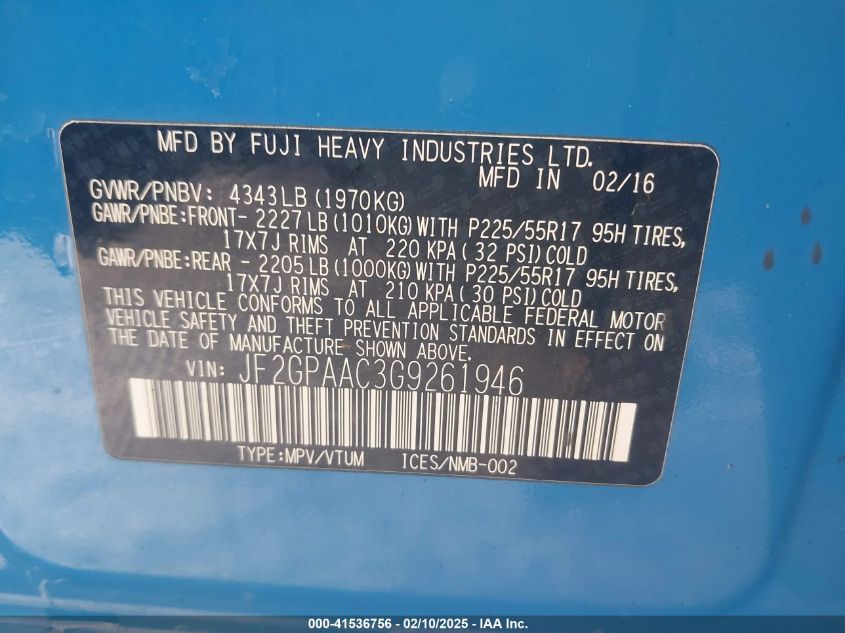 MFD BY FUJI HEAVY INDUSTRIES LTD.
MFD IN 02/16
GVWR/PNBV: 4343LB (1970KG)
GAWR/PNBE:FRONT- 2227LB (1010KG) WITH P225/55R17 95H TIRES,
17X7J RIMS AT 220 KPA ( 32 PSI) COLD
GAWR/PNBE:REAR - 2205LB (1000KG) WITH P225/55R17 95H TIRES,
17X7J RIMS AT 210 KPA ( 30 PSI) COLD
THIS VEHICLE CONFORMS TO ALL APPLICABLE FEDERAL MOTOR
VEHICLE SAFETY AND THEFT PREVENTION STANDARDS IN EFFECT ON
THE DATE OF MANUFACTURE SHOWN ABOVE.
VIN: JF2GPAAC3G9261946
TYPE:MPV/VTUM ICES/NMB-002
000-41536756 - 02/10/2025 - IAA Inc.